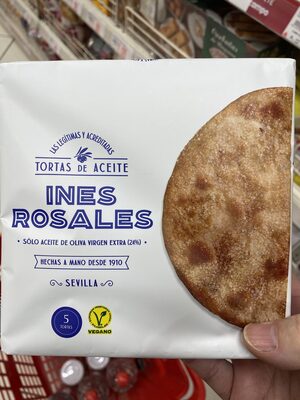 LAS LEGÍTIMAS Y ACREDITADAS
TORTAS DE ACEITE
INES
ROSALES
• SÓLO ACEITE DE OLIVA VIRGEN EXTRA (24%) •
HECHAS A MANO DESDE 1910
SEVILLA
5
TORTAS
VEGANO